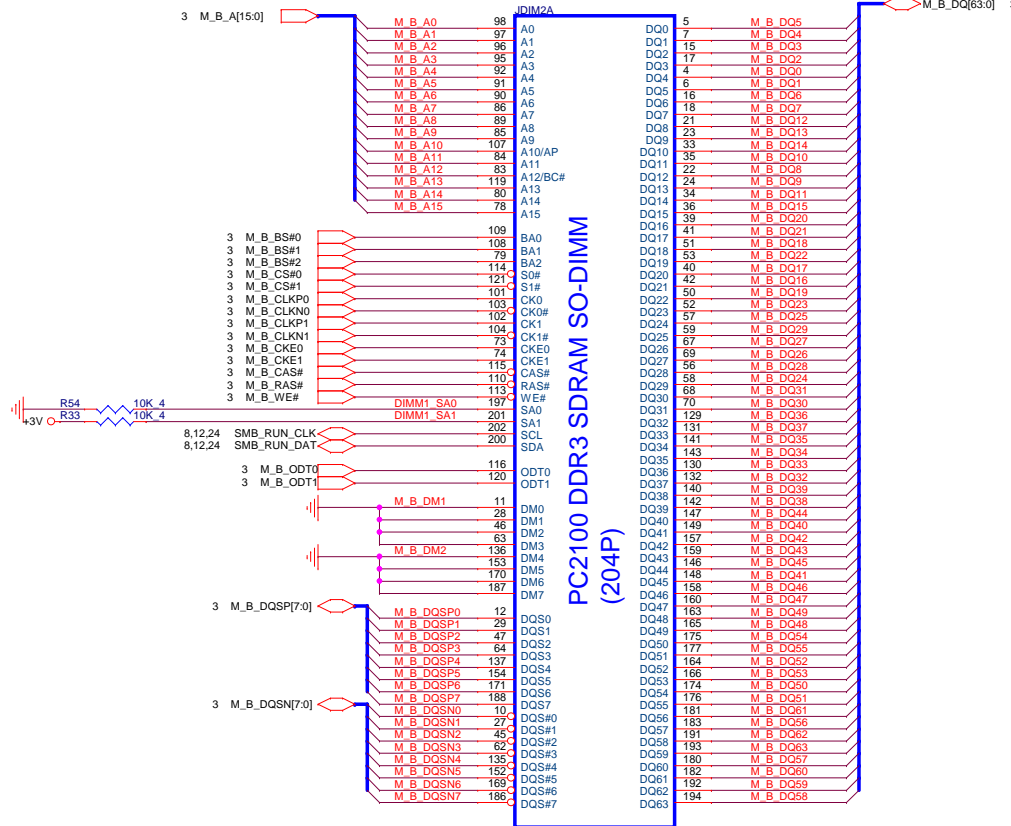 3 M_B_A[15:0]
JDIM2A
M_B_DQ[63:0]
M_B_A0 98 A0
M_B_A1 97 A1
M_B_A2 96 A2
M_B_A3 95 A3
M_B_A4 92 A4
M_B_A5 91 A5
M_B_A6 90 A6
M_B_A7 86 A7
M_B_A8 89 A8
M_B_A9 85 A9
M_B_A10 107 A10/AP
M_B_A11 84 A11
M_B_A12 83 A12/BC#
M_B_A13 119 A13
M_B_A14 80 A14
M_B_A15 78 A15
3 M_B_BS#0 109 BA0
3 M_B_BS#1 108 BA1
3 M_B_BS#2 79 BA2
3 M_B_CS#0 114 S0#
3 M_B_CS#1 121 S1#
3 M_B_CLKP0 101 CK0
3 M_B_CLKN0 103 CK0#
3 M_B_CLKP1 102 CK1
3 M_B_CLKN1 104 CK1#
3 M_B_CKE0 73 CKE0
3 M_B_CKE1 74 CKE1
3 M_B_CAS# 115 CAS#
3 M_B_RAS# 110 RAS#
3 M_B_WE# 113 WE#
R54 10K_4 DIMM1_SA0 197 SA0
+3V R33 10K_4 DIMM1_SA1 201 SA1
8,12,24 SMB_RUN_CLK 202 SCL
8,12,24 SMB_RUN_DAT 200 SDA
3 M_B_ODT0 116 ODT0
3 M_B_ODT1 120 ODT1
M_B_DM1 11 DM0
28 DM1
46 DM2
63 DM3
M_B_DM2 136 DM4
153 DM5
170 DM6
187 DM7
3 M_B_DQSP[7:0]
M_B_DQSP0 12 DQS0
M_B_DQSP1 29 DQS1
M_B_DQSP2 47 DQS2
M_B_DQSP3 64 DQS3
M_B_DQSP4 137 DQS4
M_B_DQSP5 154 DQS5
M_B_DQSP6 171 DQS6
M_B_DQSP7 188 DQS7
3 M_B_DQSN[7:0]
M_B_DQSN0 10 DQS#0
M_B_DQSN1 27 DQS#1
M_B_DQSN2 45 DQS#2
M_B_DQSN3 62 DQS#3
M_B_DQSN4 135 DQS#4
M_B_DQSN5 152 DQS#5
M_B_DQSN6 169 DQS#6
M_B_DQSN7 186 DQS#7
PC2100 DDR3 SDRAM SO-DIMM
(204P)
DQ0 5 M_B_DQ5
DQ1 7 M_B_DQ4
DQ2 15 M_B_DQ3
DQ3 17 M_B_DQ2
DQ4 4 M_B_DQ0
DQ5 6 M_B_DQ1
DQ6 16 M_B_DQ6
DQ7 18 M_B_DQ7
DQ8 21 M_B_DQ12
DQ9 23 M_B_DQ13
DQ10 33 M_B_DQ14
DQ11 35 M_B_DQ10
DQ12 22 M_B_DQ8
DQ13 24 M_B_DQ9
DQ14 34 M_B_DQ11
DQ15 36 M_B_DQ15
DQ16 39 M_B_DQ20
DQ17 41 M_B_DQ21
DQ18 51 M_B_DQ18
DQ19 53 M_B_DQ22
DQ20 40 M_B_DQ17
DQ21 42 M_B_DQ16
DQ22 50 M_B_DQ19
DQ23 52 M_B_DQ23
DQ24 57 M_B_DQ25
DQ25 59 M_B_DQ29
DQ26 67 M_B_DQ27
DQ27 69 M_B_DQ26
DQ28 56 M_B_DQ28
DQ29 58 M_B_DQ24
DQ30 68 M_B_DQ31
DQ31 70 M_B_DQ30
DQ32 129 M_B_DQ36
DQ33 131 M_B_DQ37
DQ34 141 M_B_DQ35
DQ35 143 M_B_DQ34
DQ36 130 M_B_DQ33
DQ37 132 M_B_DQ32
DQ38 140 M_B_DQ39
DQ39 142 M_B_DQ38
DQ40 147 M_B_DQ44
DQ41 149 M_B_DQ40
DQ42 157 M_B_DQ42
DQ43 159 M_B_DQ43
DQ44 146 M_B_DQ45
DQ45 148 M_B_DQ41
DQ46 158 M_B_DQ46
DQ47 160 M_B_DQ47
DQ48 163 M_B_DQ49
DQ49 165 M_B_DQ48
DQ50 175 M_B_DQ54
DQ51 177 M_B_DQ55
DQ52 164 M_B_DQ52
DQ53 166 M_B_DQ53
DQ54 174 M_B_DQ50
DQ55 176 M_B_DQ51
DQ56 181 M_B_DQ61
DQ57 183 M_B_DQ56
DQ58 191 M_B_DQ62
DQ59 193 M_B_DQ63
DQ60 180 M_B_DQ57
DQ61 182 M_B_DQ60
DQ62 192 M_B_DQ59
DQ63 194 M_B_DQ58